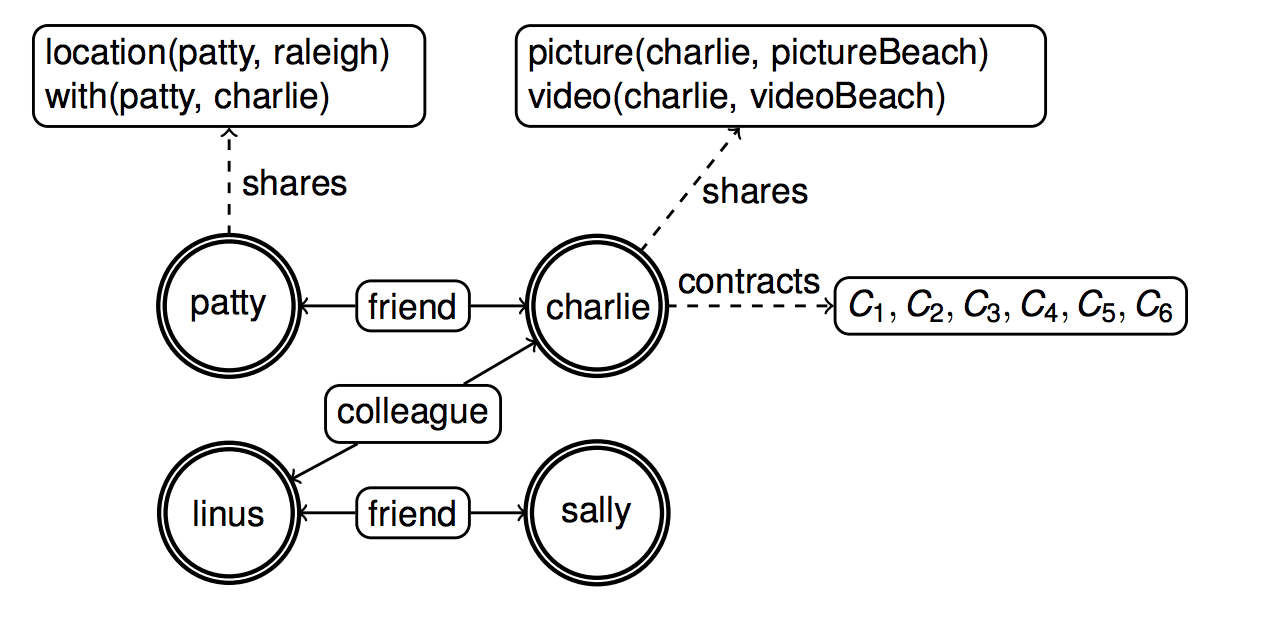 location(patty, raleigh)
with(patty, charlie)
picture(charlie, pictureBeach)
video(charlie, videoBeach)
shares
shares
contracts
patty
friend
charlie
C₁, C₂, C₃, C₄, C₅, C₆
colleague
linus
friend
sally